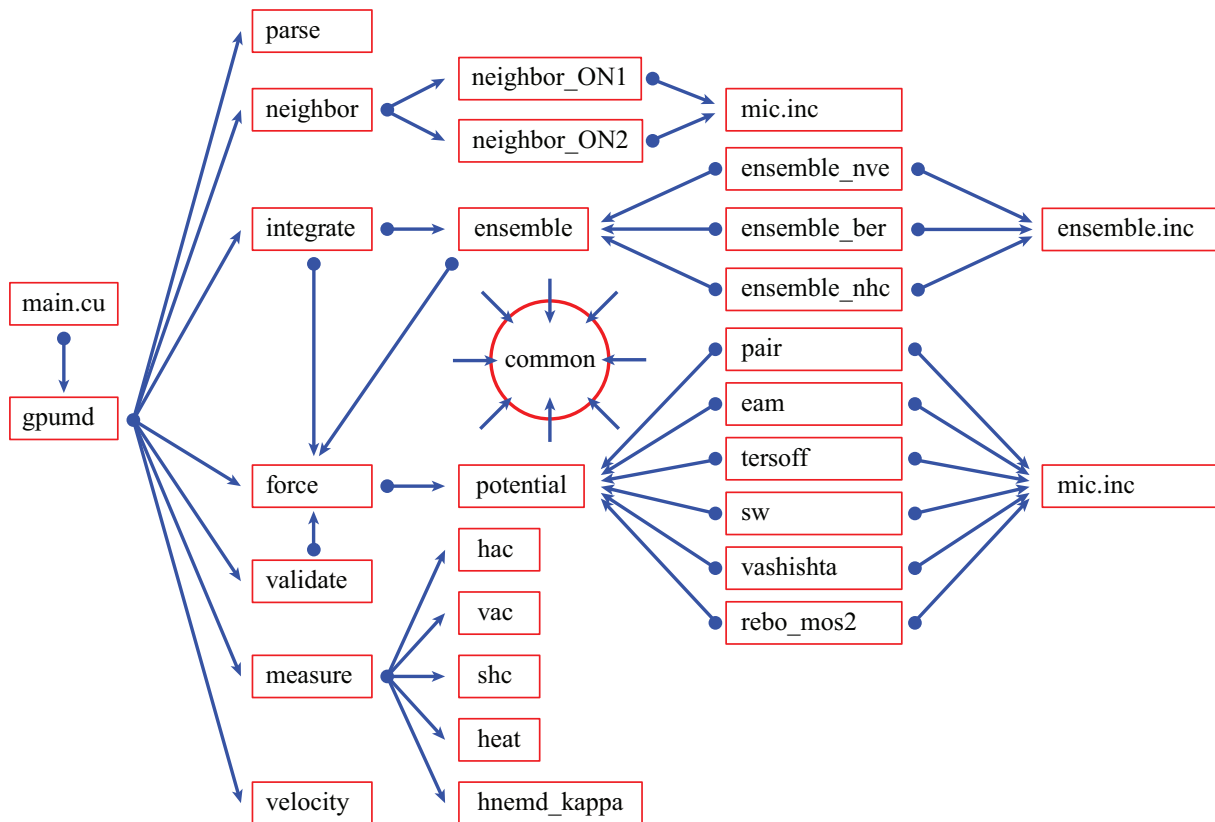 parse
neighbor
neighbor_ON1
neighbor_ON2
mic.inc
integrate
ensemble
ensemble_nve
ensemble_ber
ensemble_nhc
ensemble.inc
main.cu
gpumd
common
force
potential
pair
eam
tersoff
sw
vashishta
rebo_mos2
mic.inc
validate
measure
hac
vac
shc
heat
hnemd_kappa
velocity